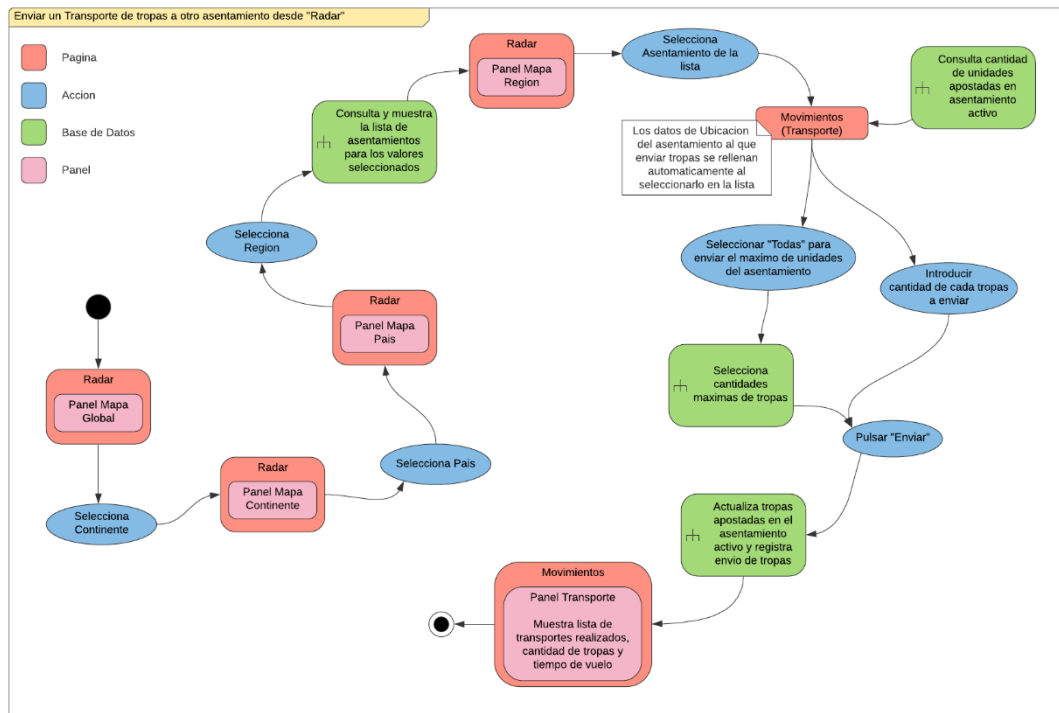 Enviar un Transporte de tropas a otro asentamiento desde "Radar"
Pagina
Accion
Base de Datos
Panel
Radar
Panel Mapa
Global
Selecciona
Continente
Radar
Panel Mapa
Continente
Selecciona Pais
Radar
Panel Mapa
Pais
Selecciona
Region
Consulta y muestra
la lista de
asentamientos
para los valores
seleccionados
Radar
Panel Mapa
Region
Selecciona
Asentamiento de la
lista
Consulta cantidad
de unidades
apostadas en
asentamiento
activo
Movimientos
(Transporte)
Los datos de Ubicacion
del asentamiento al que
enviar tropas se rellenan
automaticamente al
seleccionarlo en la lista
Seleccionar "Todas" para
enviar el maximo de unidades
del asentamiento
Introducir
cantidad de cada tropas
a enviar
Selecciona
cantidades
maximas de tropas
Pulsar "Enviar"
Actualiza tropas
apostadas en el
asentamiento
activo y registra
envio de tropas
Movimientos
Panel Transporte
Muestra lista de
transportes realizados,
cantidad de tropas y
tiempo de vuelo